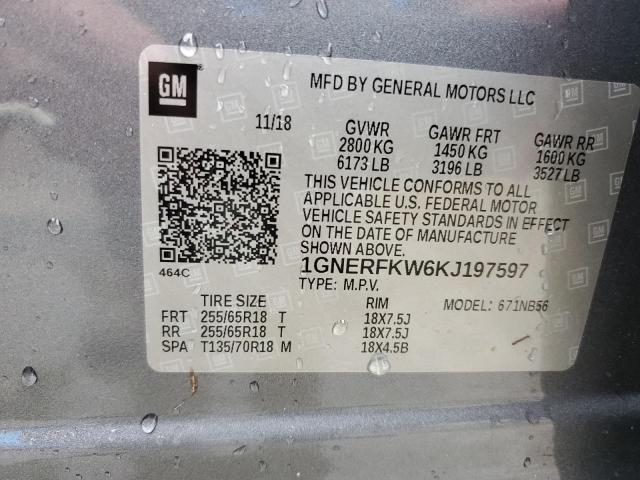 GM
MFD BY GENERAL MOTORS LLC
11/18
GVWR GAWR FRT GAWR RR
2800 KG 1450 KG 1600 KG
6173 LB 3196 LB 3527 LB
THIS VEHICLE CONFORMS TO ALL
APPLICABLE U.S. FEDERAL MOTOR
VEHICLE SAFETY STANDARDS IN EFFECT
ON THE DATE OF MANUFACTURE
SHOWN ABOVE.
464C
1GNERFKW6KJ197597
TYPE: M.P.V.
MODEL: 671NB56
TIRE SIZE RIM
FRT 255/65R18 T 18X7.5J
RR 255/65R18 T 18X7.5J
SPA T135/70R18 M 18X4.5B